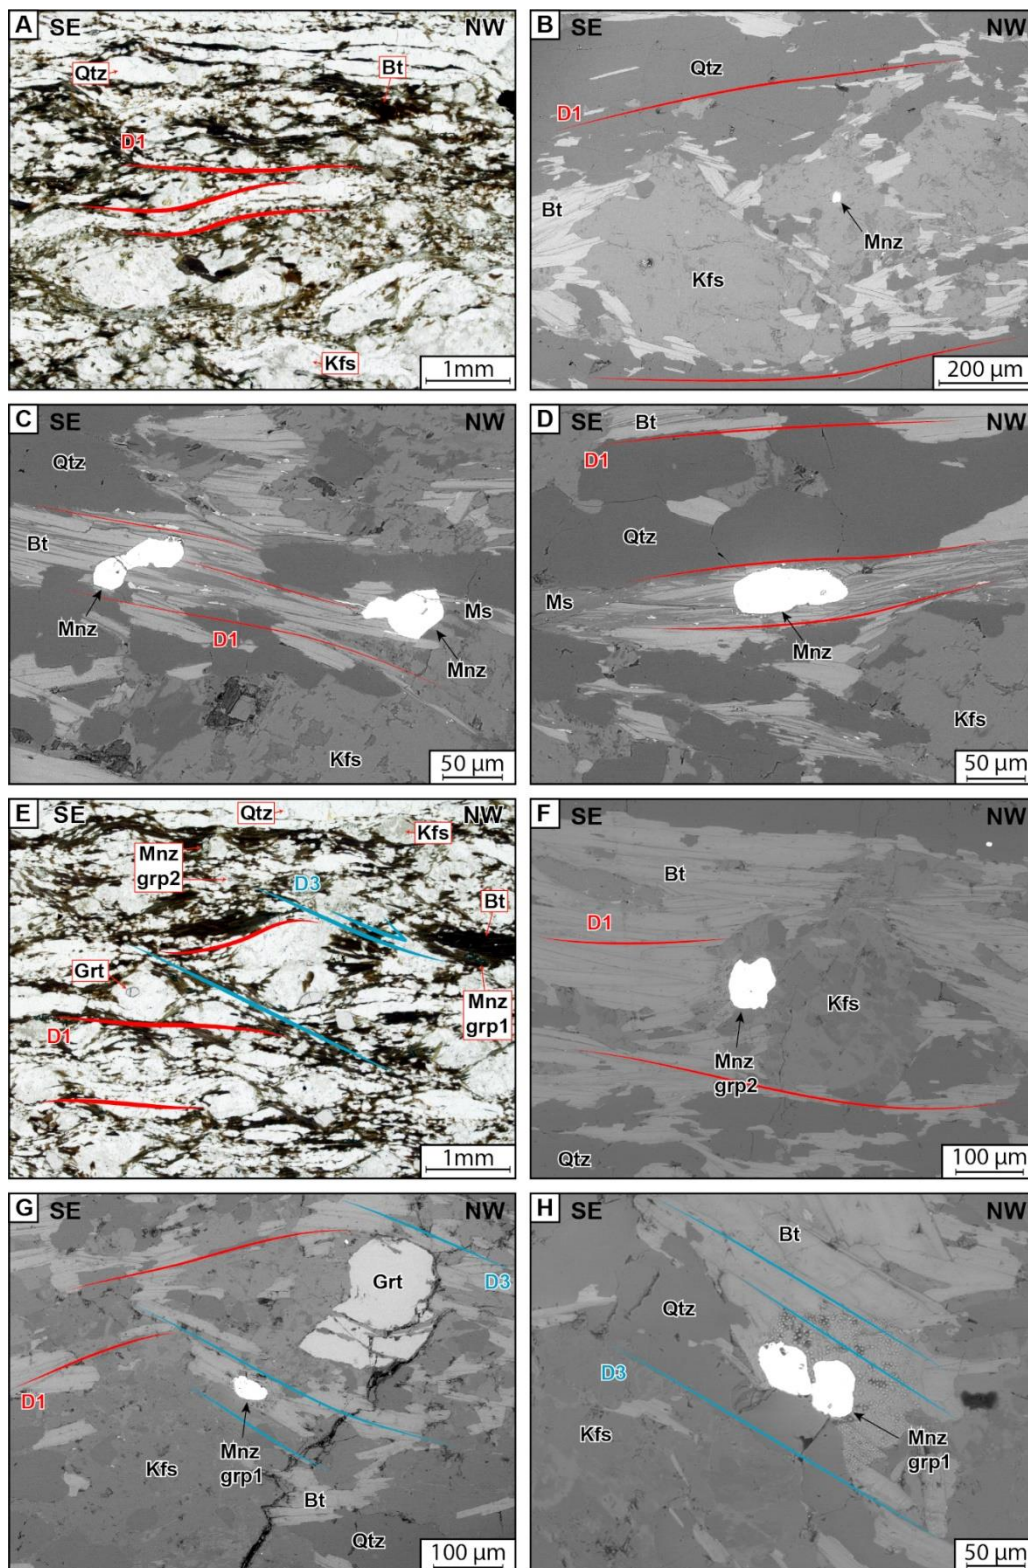 A SE NW
Qtz
Bt
D1
Kfs
1mm
B SE NW
Qtz
D1
Bt
Mnz
Kfs
200 µm
C SE NW
Qtz
Bt
Mnz
D1
Ms
Mnz
Kfs
50 µm
D SE NW
Bt
D1
Qtz
Ms
Mnz
Kfs
50 µm
E SE NW
Qtz
Kfs
Mnz
grp2
D3
Bt
Grt
Mnz
grp1
D1
1mm
F SE NW
Bt
D1
Kfs
Mnz
grp2
Qtz
100 µm
G SE NW
Grt
D3
D1
Mnz
grp1
Kfs
Bt
Qtz
100 µm
H SE NW
Bt
Qtz
D3
Kfs
Mnz
grp1
50 µm